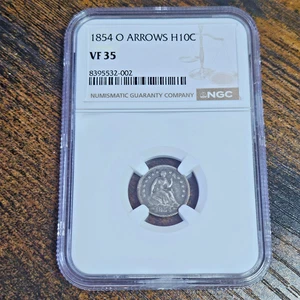 1854 O ARROWS H10C
VF 35
8395532-002
NUMISMATIC GUARANTY COMPANY NGC